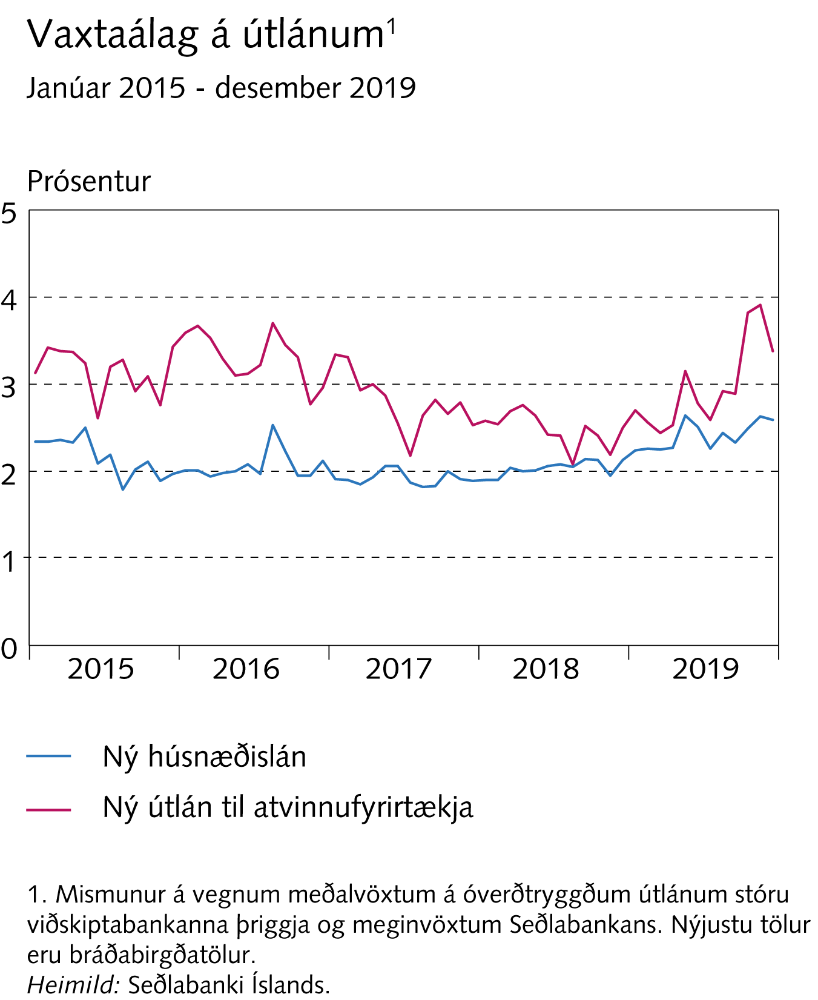 Vaxtaálag á útlánum¹
Janúar 2015 - desember 2019
Prósentur
5
4
3
2
1
0
2015 2016 2017 2018 2019
Ný húsnæðislán
Ný útlán til atvinnufyrirtækja
1. Mismunur á vegnum meðalvöxtum á óverðtryggðum útlánum stóru
viðskiptabankanna þriggja og meginvöxtum Seðlabankans. Nýjustu tölur
eru bráðabirgðatölur.
Heimild: Seðlabanki Íslands.